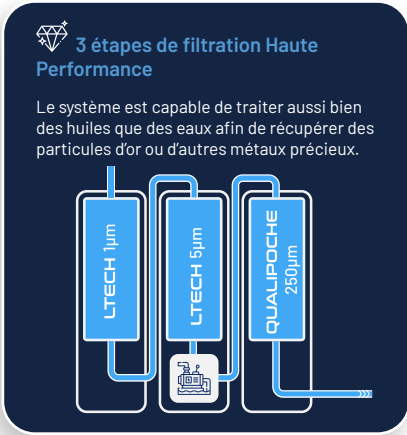 3 étapes de filtration Haute
Performance
Le système est capable de traiter aussi bien
des huiles que des eaux afin de récupérer des
particules d'or ou d'autres métaux précieux.
LTECH 1µm
LTECH 5µm
QUALIPOCHE
250µm